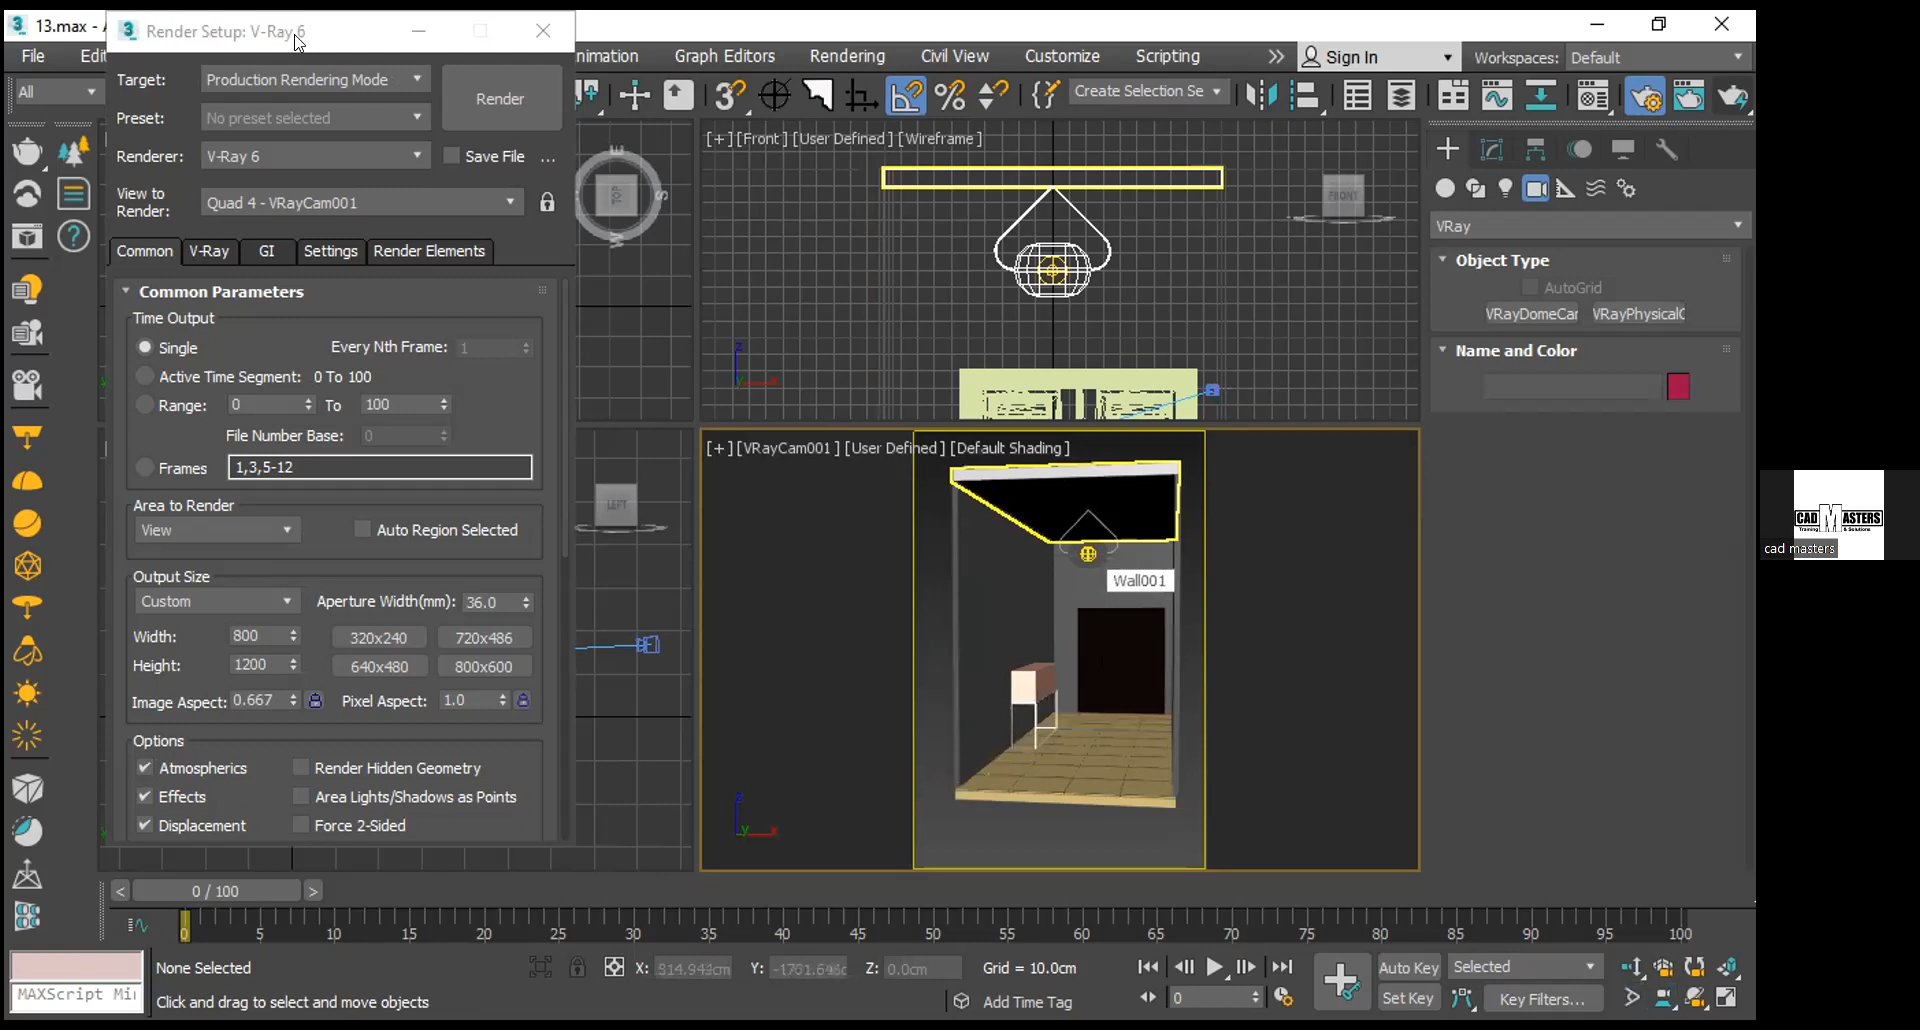 13.max - A
Render Setup: V-Ray 6
File
Edi
nimation
Graph Editors
Rendering
Civil View
Customize
Scripting
Sign In
Workspaces:
Default
All
Create Selection Se
Target:
Production Rendering Mode
Render
Preset:
No preset selected
Renderer:
V-Ray 6
Save File
...
View to
Render:
Quad 4 - VRayCam001
Common
V-Ray
GI
Settings
Render Elements
Common Parameters
Time Output
Single
Every Nth Frame:
1
Active Time Segment:
0 To 100
Range:
0
To
100
File Number Base:
0
Frames
1,3,5-12
Area to Render
View
Auto Region Selected
Output Size
Custom
Aperture Width(mm):
36.0
Width:
800
320x240
720x486
Height:
1200
640x480
800x600
Image Aspect:
0.667
Pixel Aspect:
1.0
Options
Atmospherics
Render Hidden Geometry
Effects
Area Lights/Shadows as Points
Displacement
Force 2-Sided
TOP
E
S
W
LEFT
[+] [Front] [User Defined] [Wireframe]
FRONT
z
x
[+] [VRayCam001] [User Defined] [Default Shading]
Wall001
z
y
x
VRay
Object Type
AutoGrid
VRayDomeCar
VRayPhysicalC
Name and Color
CAD MASTERS
Training & Solutions
cad masters
<
0 / 100
>
0
5
10
15
20
25
30
35
40
45
50
55
60
65
70
75
80
85
90
95
100
MAXScript Mi
None Selected
Click and drag to select and move objects
X:
Y:
Z:
0.0cm
Grid = 10.0cm
Add Time Tag
0
Auto Key
Selected
Set Key
Key Filters...